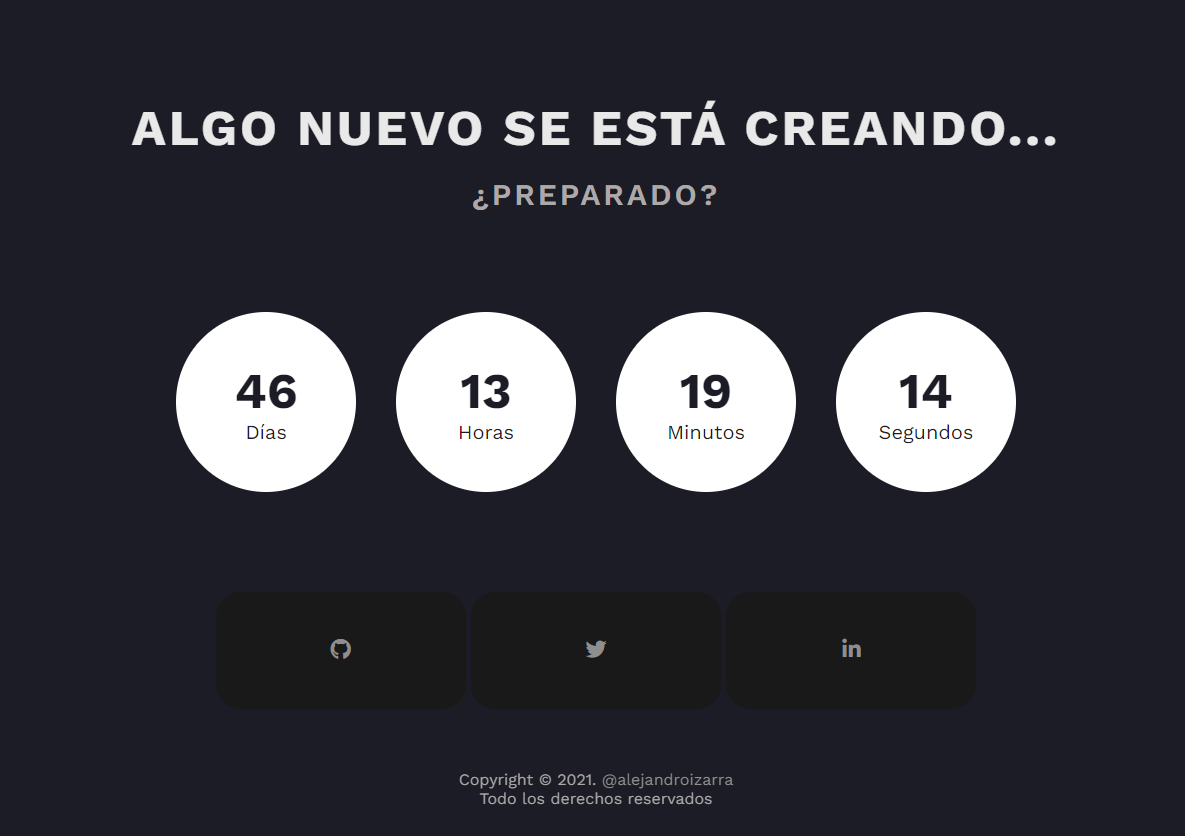 ALGO NUEVO SE ESTÁ CREANDO...
¿PREPARADO?
46
Días
13
Horas
19
Minutos
14
Segundos
in
Copyright © 2021. @alejandroizarra
Todo los derechos reservados